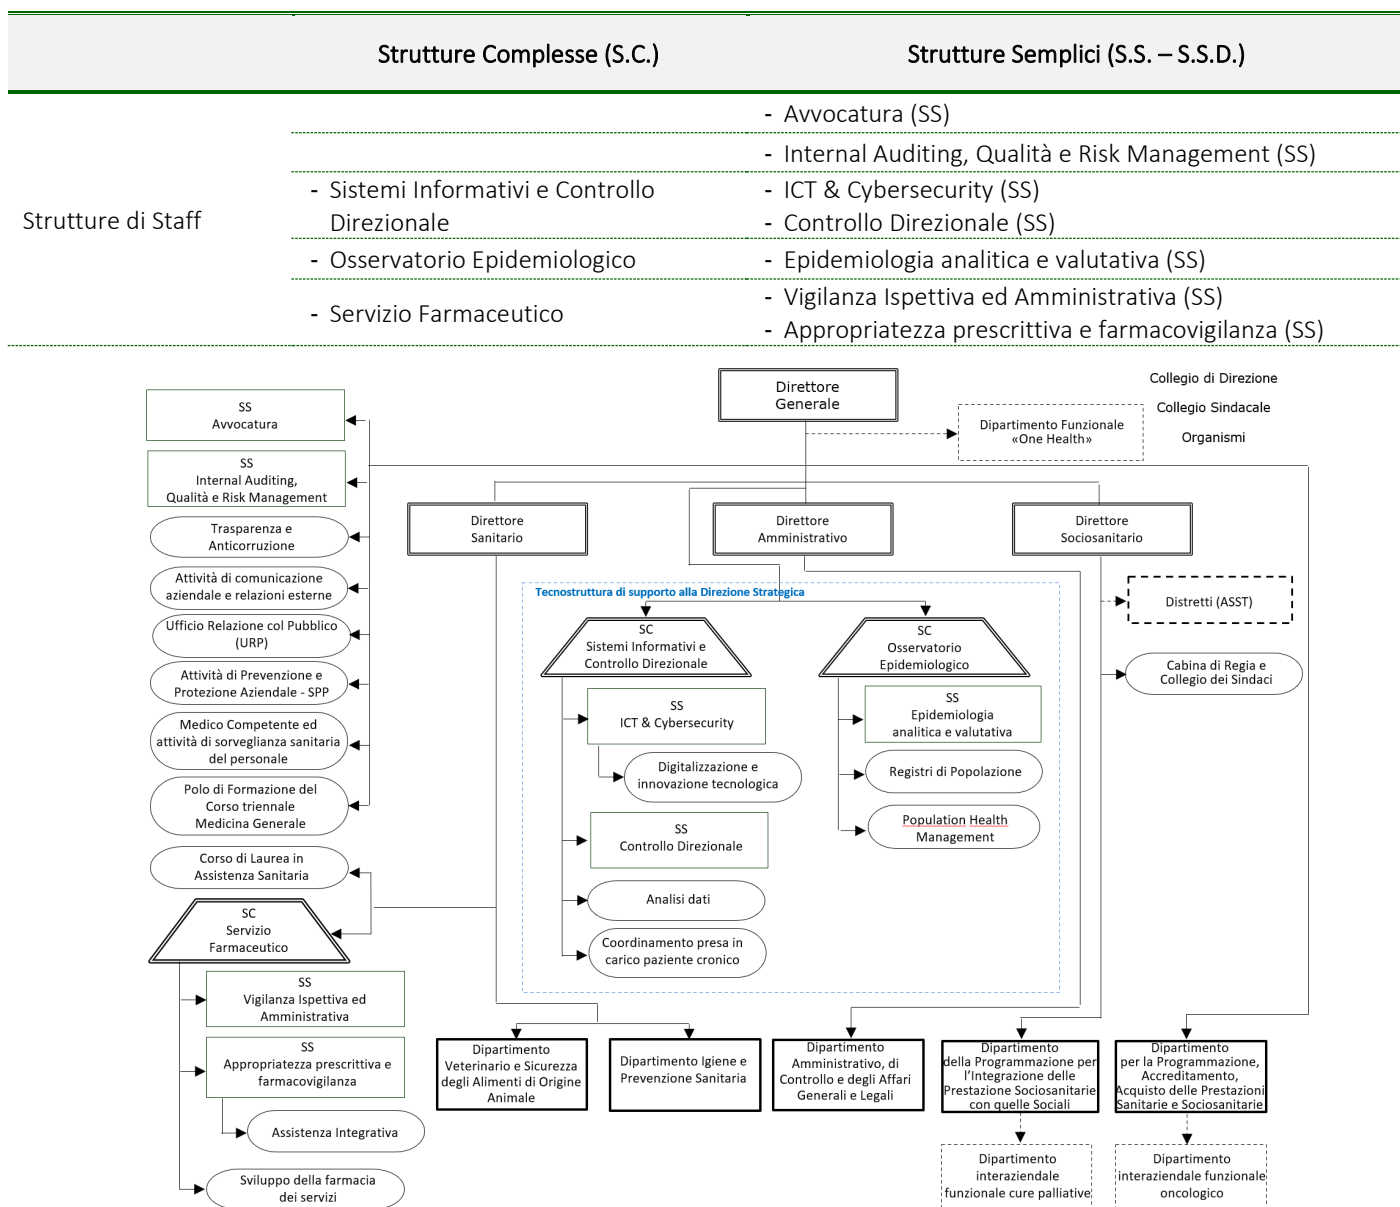 Strutture Complesse (S.C.)
Strutture Semplici (S.S. – S.S.D.)
Strutture di Staff
- Avvocatura (SS)
- Internal Auditing, Qualità e Risk Management (SS)
- Sistemi Informativi e Controllo
Direzionale
- ICT & Cybersecurity (SS)
- Controllo Direzionale (SS)
- Osservatorio Epidemiologico
- Epidemiologia analitica e valutativa (SS)
- Servizio Farmaceutico
- Vigilanza Ispettiva ed Amministrativa (SS)
- Appropriatezza prescrittiva e farmacovigilanza (SS)
Direttore
Generale
Collegio di Direzione
Collegio Sindacale
Organismi
Dipartimento Funzionale
«One Health»
SS
Avvocatura
SS
Internal Auditing,
Qualità e Risk Management
Trasparenza e
Anticorruzione
Attività di comunicazione
aziendale e relazioni esterne
Ufficio Relazione col Pubblico
(URP)
Attività di Prevenzione e
Protezione Aziendale - SPP
Medico Competente ed
attività di sorveglianza sanitaria
del personale
Polo di Formazione del
Corso triennale
Medicina Generale
Corso di Laurea in
Assistenza Sanitaria
SC
Servizio
Farmaceutico
SS
Vigilanza Ispettiva ed
Amministrativa
SS
Appropriatezza prescrittiva e
farmacovigilanza
Assistenza Integrativa
Sviluppo della farmacia
dei servizi
Direttore
Sanitario
Direttore
Amministrativo
Direttore
Sociosanitario
Tecnostruttura di supporto alla Direzione Strategica
SC
Sistemi Informativi e
Controllo Direzionale
SS
ICT & Cybersecurity
Digitalizzazione e
innovazione tecnologica
SS
Controllo Direzionale
Analisi dati
Coordinamento presa in
carico paziente cronico
SC
Osservatorio
Epidemiologico
SS
Epidemiologia
analitica e valutativa
Registri di Popolazione
Population Health
Management
Distretti (ASST)
Cabina di Regia e
Collegio dei Sindaci
Dipartimento
Veterinario e Sicurezza
degli Alimenti di Origine
Animale
Dipartimento Igiene e
Prevenzione Sanitaria
Dipartimento
Amministrativo, di
Controllo e degli Affari
Generali e Legali
Dipartimento
della Programmazione per
l'Integrazione delle
Prestazione Sociosanitarie
con quelle Sociali
Dipartimento
per la Programmazione,
Accreditamento,
Acquisto delle Prestazioni
Sanitarie e Sociosanitarie
Dipartimento
interaziendale
funzionale cure palliative
Dipartimento
interaziendale funzionale
oncologico